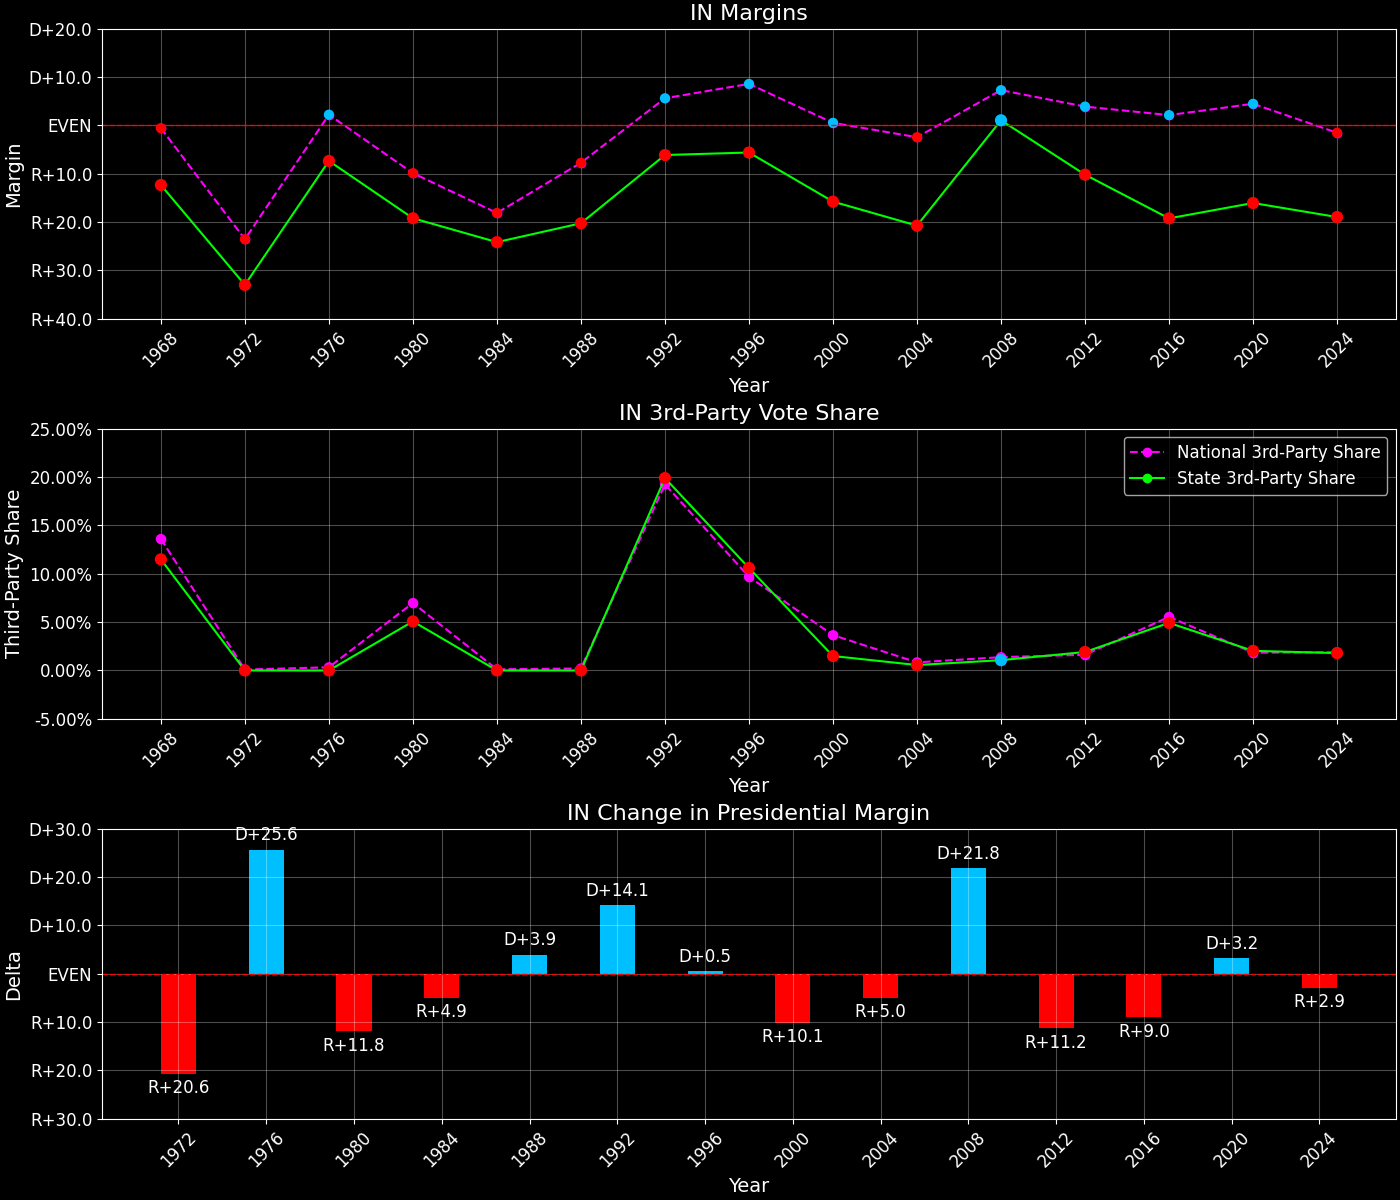 IN Margins
D+20.0
D+10.0
EVEN
R+10.0
R+20.0
R+30.0
R+40.0
Margin
1968 1972 1976 1980 1984 1988 1992 1996 2000 2004 2008 2012 2016 2020 2024
Year
IN 3rd-Party Vote Share
25.00%
20.00%
15.00%
10.00%
5.00%
0.00%
-5.00%
Third-Party Share
National 3rd-Party Share
State 3rd-Party Share
1968 1972 1976 1980 1984 1988 1992 1996 2000 2004 2008 2012 2016 2020 2024
Year
IN Change in Presidential Margin
D+30.0
D+20.0
D+10.0
EVEN
R+10.0
R+20.0
R+30.0
Delta
R+20.6
D+25.6
R+11.8
R+4.9
D+3.9
D+14.1
D+0.5
R+10.1
R+5.0
D+21.8
R+11.2
R+9.0
D+3.2
R+2.9
1972 1976 1980 1984 1988 1992 1996 2000 2004 2008 2012 2016 2020 2024
Year